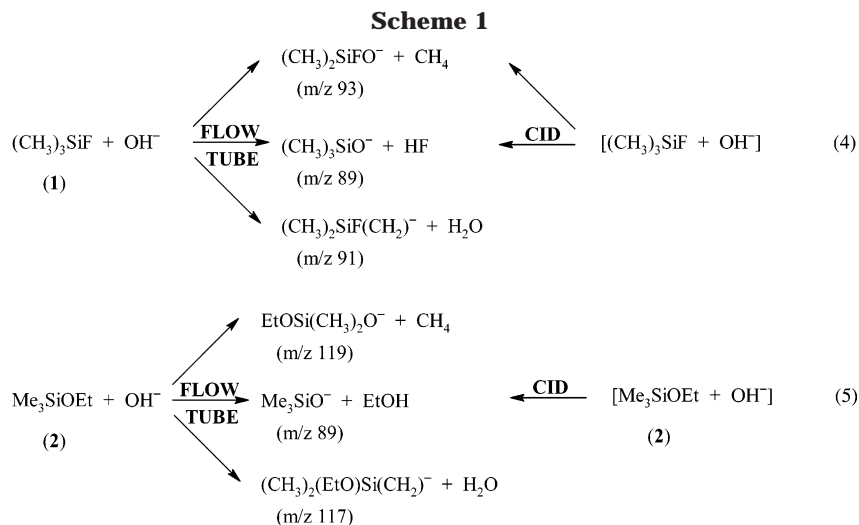 Scheme 1
(CH₃)₂SiFO⁻ + CH₄
(m/z 93)
(CH₃)₃SiF + OH⁻ FLOW TUBE (CH₃)₃SiO⁻ + HF CID [(CH₃)₃SiF + OH⁻] (4)
(1) (m/z 89)
(CH₃)₂SiF(CH₂)⁻ + H₂O
(m/z 91)
EtOSi(CH₃)₂O⁻ + CH₄
(m/z 119)
Me₃SiOEt + OH⁻ FLOW TUBE Me₃SiO⁻ + EtOH CID [Me₃SiOEt + OH⁻] (5)
(2) (m/z 89) (2)
(CH₃)₂(EtO)Si(CH₂)⁻ + H₂O
(m/z 117)